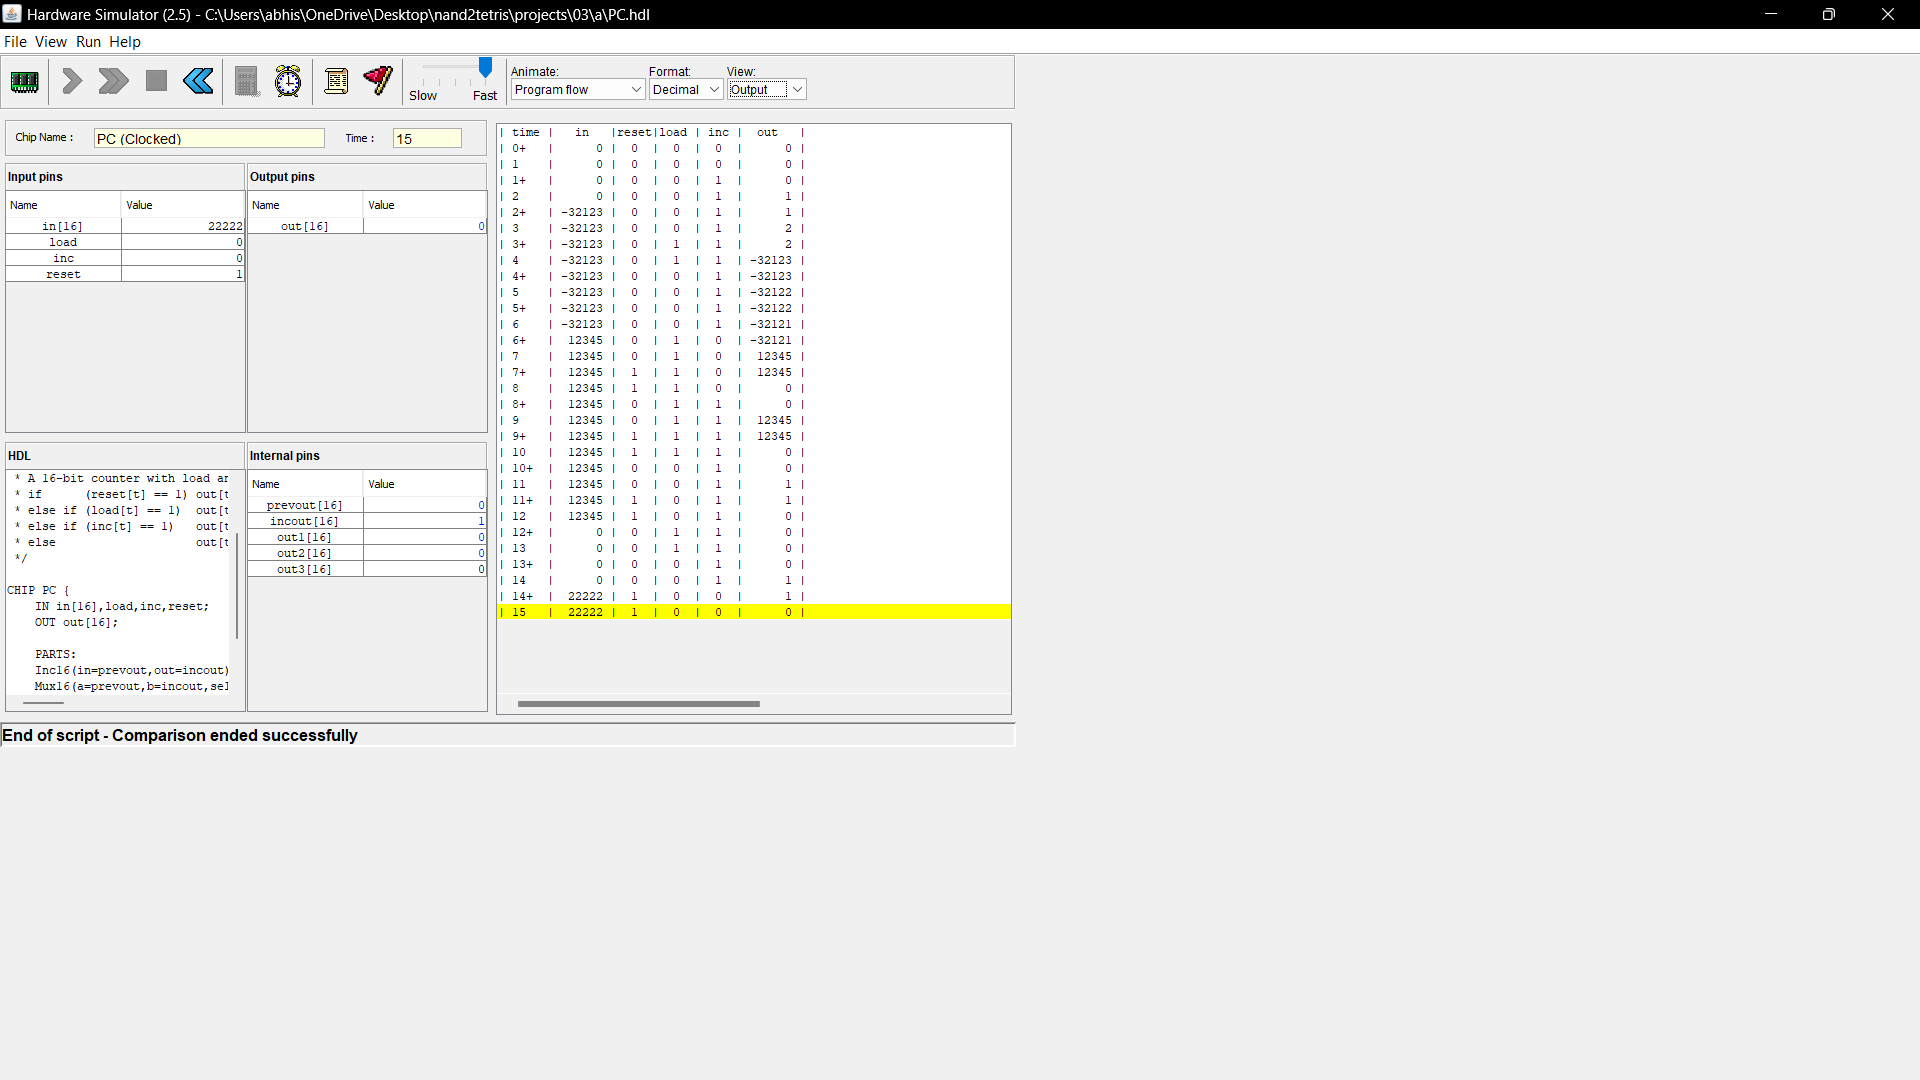 Hardware Simulator (2.5) - C:\Users\abhis\OneDrive\Desktop\nand2tetris\projects\03\a\PC.hdl
File View Run Help
Slow Fast
Animate: Format: View:
Program flow Decimal Output
Chip Name : PC (Clocked) Time : 15
Input pins
Name Value
in[16] 22222
load 0
inc 0
reset 1
Output pins
Name Value
out[16] 0
HDL
* A 16-bit counter with load an
* if (reset[t] == 1) out[t
* else if (load[t] == 1) out[t
* else if (inc[t] == 1) out[t
* else out[t
*/
CHIP PC {
IN in[16],load,inc,reset;
OUT out[16];
PARTS:
Inc16(in=prevout,out=incout)
Mux16(a=prevout,b=incout,sel
Internal pins
Name Value
prevout[16] 0
incout[16] 1
out1[16] 0
out2[16] 0
out3[16] 0
| time | in |reset|load | inc | out |
| 0+ | 0 | 0 | 0 | 0 | 0 |
| 1 | 0 | 0 | 0 | 0 | 0 |
| 1+ | 0 | 0 | 0 | 1 | 0 |
| 2 | 0 | 0 | 0 | 1 | 1 |
| 2+ | -32123 | 0 | 0 | 1 | 1 |
| 3 | -32123 | 0 | 0 | 1 | 2 |
| 3+ | -32123 | 0 | 1 | 1 | 2 |
| 4 | -32123 | 0 | 1 | 1 | -32123 |
| 4+ | -32123 | 0 | 0 | 1 | -32123 |
| 5 | -32123 | 0 | 0 | 1 | -32122 |
| 5+ | -32123 | 0 | 0 | 1 | -32122 |
| 6 | -32123 | 0 | 0 | 1 | -32121 |
| 6+ | 12345 | 0 | 1 | 0 | -32121 |
| 7 | 12345 | 0 | 1 | 0 | 12345 |
| 7+ | 12345 | 1 | 1 | 0 | 12345 |
| 8 | 12345 | 1 | 1 | 0 | 0 |
| 8+ | 12345 | 0 | 1 | 1 | 0 |
| 9 | 12345 | 0 | 1 | 1 | 12345 |
| 9+ | 12345 | 1 | 1 | 1 | 12345 |
| 10 | 12345 | 1 | 1 | 1 | 0 |
| 10+ | 12345 | 0 | 0 | 1 | 0 |
| 11 | 12345 | 0 | 0 | 1 | 1 |
| 11+ | 12345 | 1 | 0 | 1 | 1 |
| 12 | 12345 | 1 | 0 | 1 | 0 |
| 12+ | 0 | 0 | 1 | 1 | 0 |
| 13 | 0 | 0 | 1 | 1 | 0 |
| 13+ | 0 | 0 | 0 | 1 | 0 |
| 14 | 0 | 0 | 0 | 1 | 1 |
| 14+ | 22222 | 1 | 0 | 0 | 1 |
| 15 | 22222 | 1 | 0 | 0 | 0 |
End of script - Comparison ended successfully